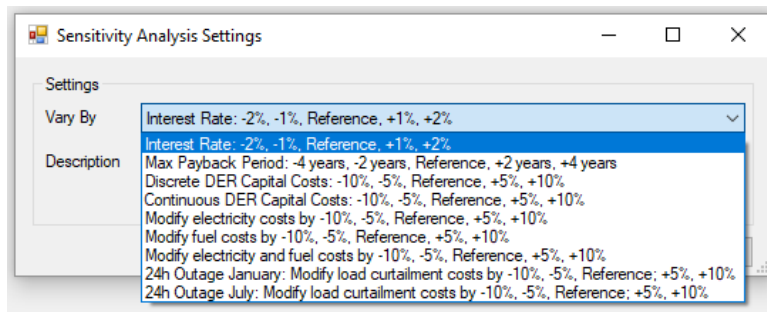 Sensitivity Analysis Settings
Settings
Vary By
Interest Rate: -2%, -1%, Reference, +1%, +2%
Interest Rate: -2%, -1%, Reference, +1%, +2%
Description
Max Payback Period: -4 years, -2 years, Reference, +2 years, +4 years
Discrete DER Capital Costs: -10%, -5%, Reference, +5%, +10%
Continuous DER Capital Costs: -10%, -5%, Reference, +5%, +10%
Modify electricity costs by -10%, -5%, Reference, +5%, +10%
Modify fuel costs by -10%, -5%, Reference, +5%, +10%
Modify electricity and fuel costs by -10%, -5%, Reference, +5%, +10%
24h Outage January: Modify load curtailment costs by -10%, -5%, Reference; +5%, +10%
24h Outage July: Modify load curtailment costs by -10%, -5%, Reference; +5%, +10%